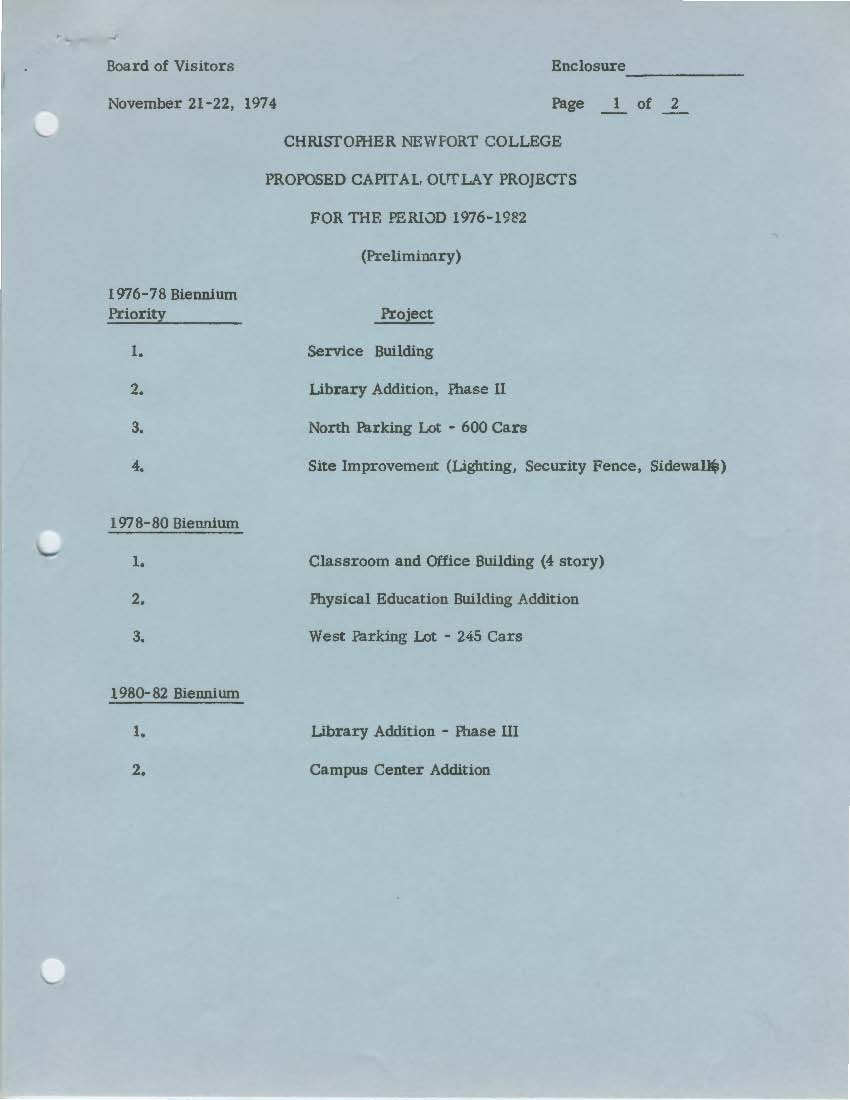 Board of Visitors Enclosure
November 21-22, 1974 Page 1 of 2
CHRISTOPHER NEWPORT COLLEGE
PROPOSED CAPITAL OUTLAY PROJECTS
FOR THE PERIOD 1976-1982
(Preliminary)
1976-78 Biennium
Priority Project
1. Service Building
2. Library Addition, Phase II
3. North Parking Lot - 600 Cars
4. Site Improvement (Lighting, Security Fence, Sidewalks)
1978-80 Biennium
1. Classroom and Office Building (4 story)
2. Physical Education Building Addition
3. West Parking Lot - 245 Cars
1980-82 Biennium
1. Library Addition - Phase III
2. Campus Center Addition